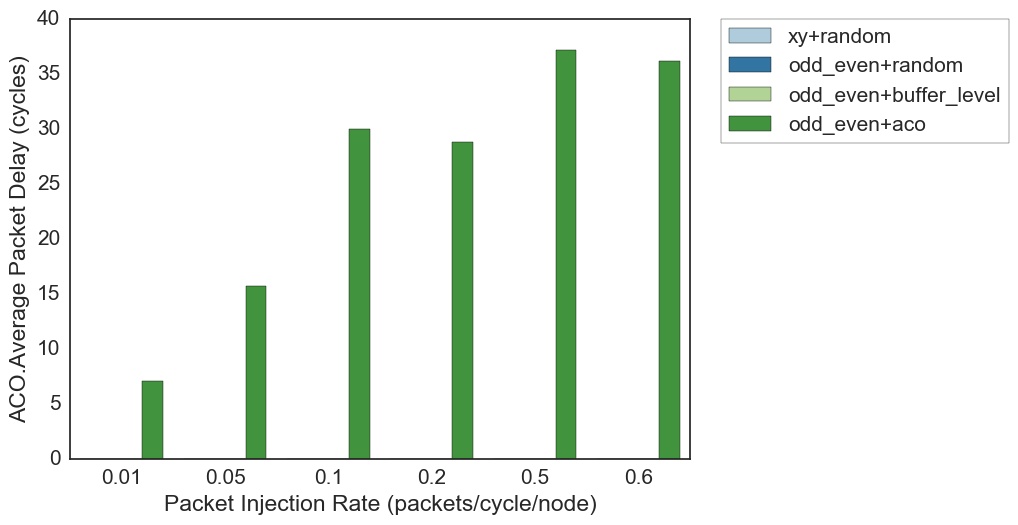 ACO.Average Packet Delay (cycles)
40
35
30
25
20
15
10
5
0
0.01 0.05 0.1 0.2 0.5 0.6
Packet Injection Rate (packets/cycle/node)
xy+random
odd_even+random
odd_even+buffer_level
odd_even+aco